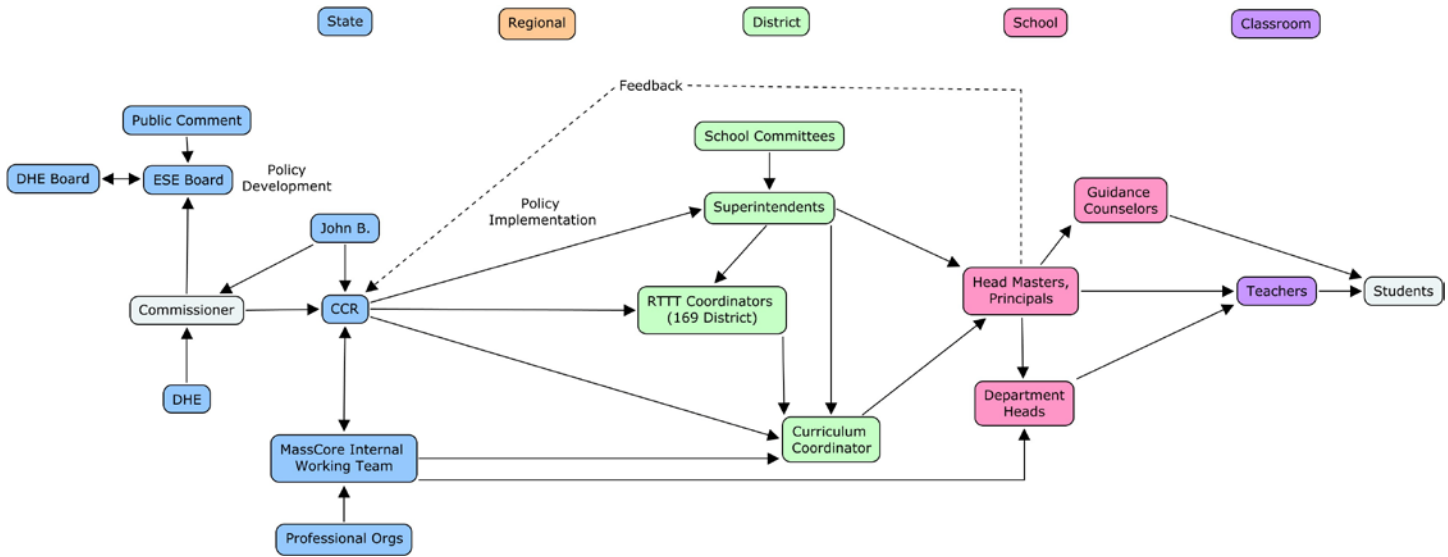 State
Regional
District
School
Classroom
Feedback
Public Comment
School Committees
DHE Board
ESE Board
Policy
Development
Guidance
Counselors
Superintendents
Policy
Implementation
John B.
Commissioner
CCR
RTTT Coordinators
(169 District)
Head Masters,
Principals
Teachers
Students
DHE
Department
Heads
Curriculum
Coordinator
MassCore Internal
Working Team
Professional Orgs